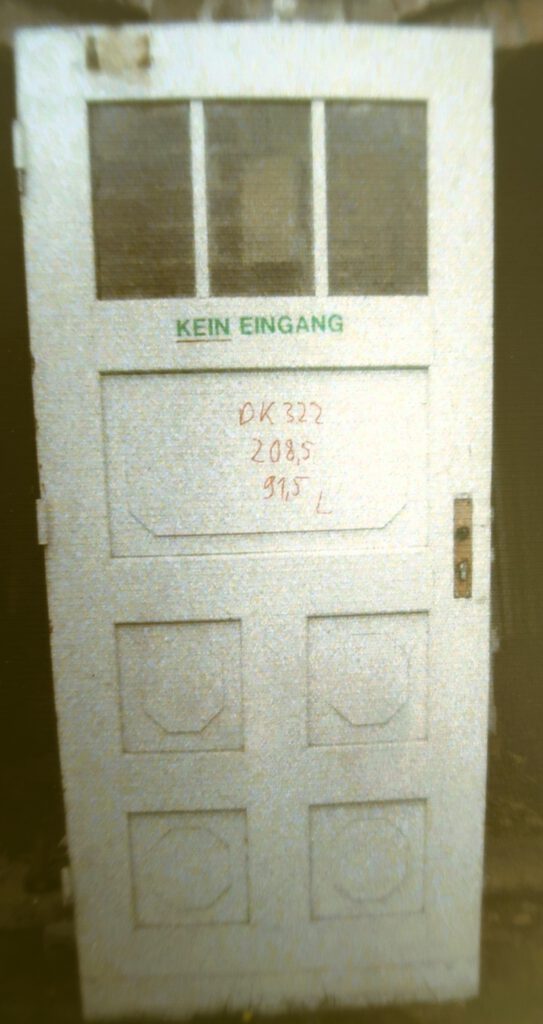 KEIN EINGANG
DK 322
208,5
91,5
L